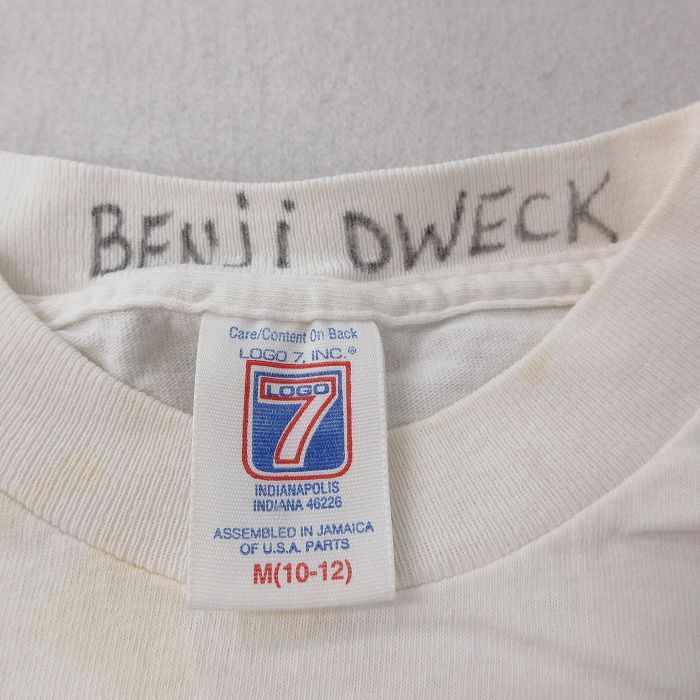 BENji DWECK
Care/Content On Back
LOGO 7, INC.®
LOGO
7
INDIANAPOLIS
INDIANA 46226
ASSEMBLED IN JAMAICA
OF U.S.A. PARTS
M(10-12)